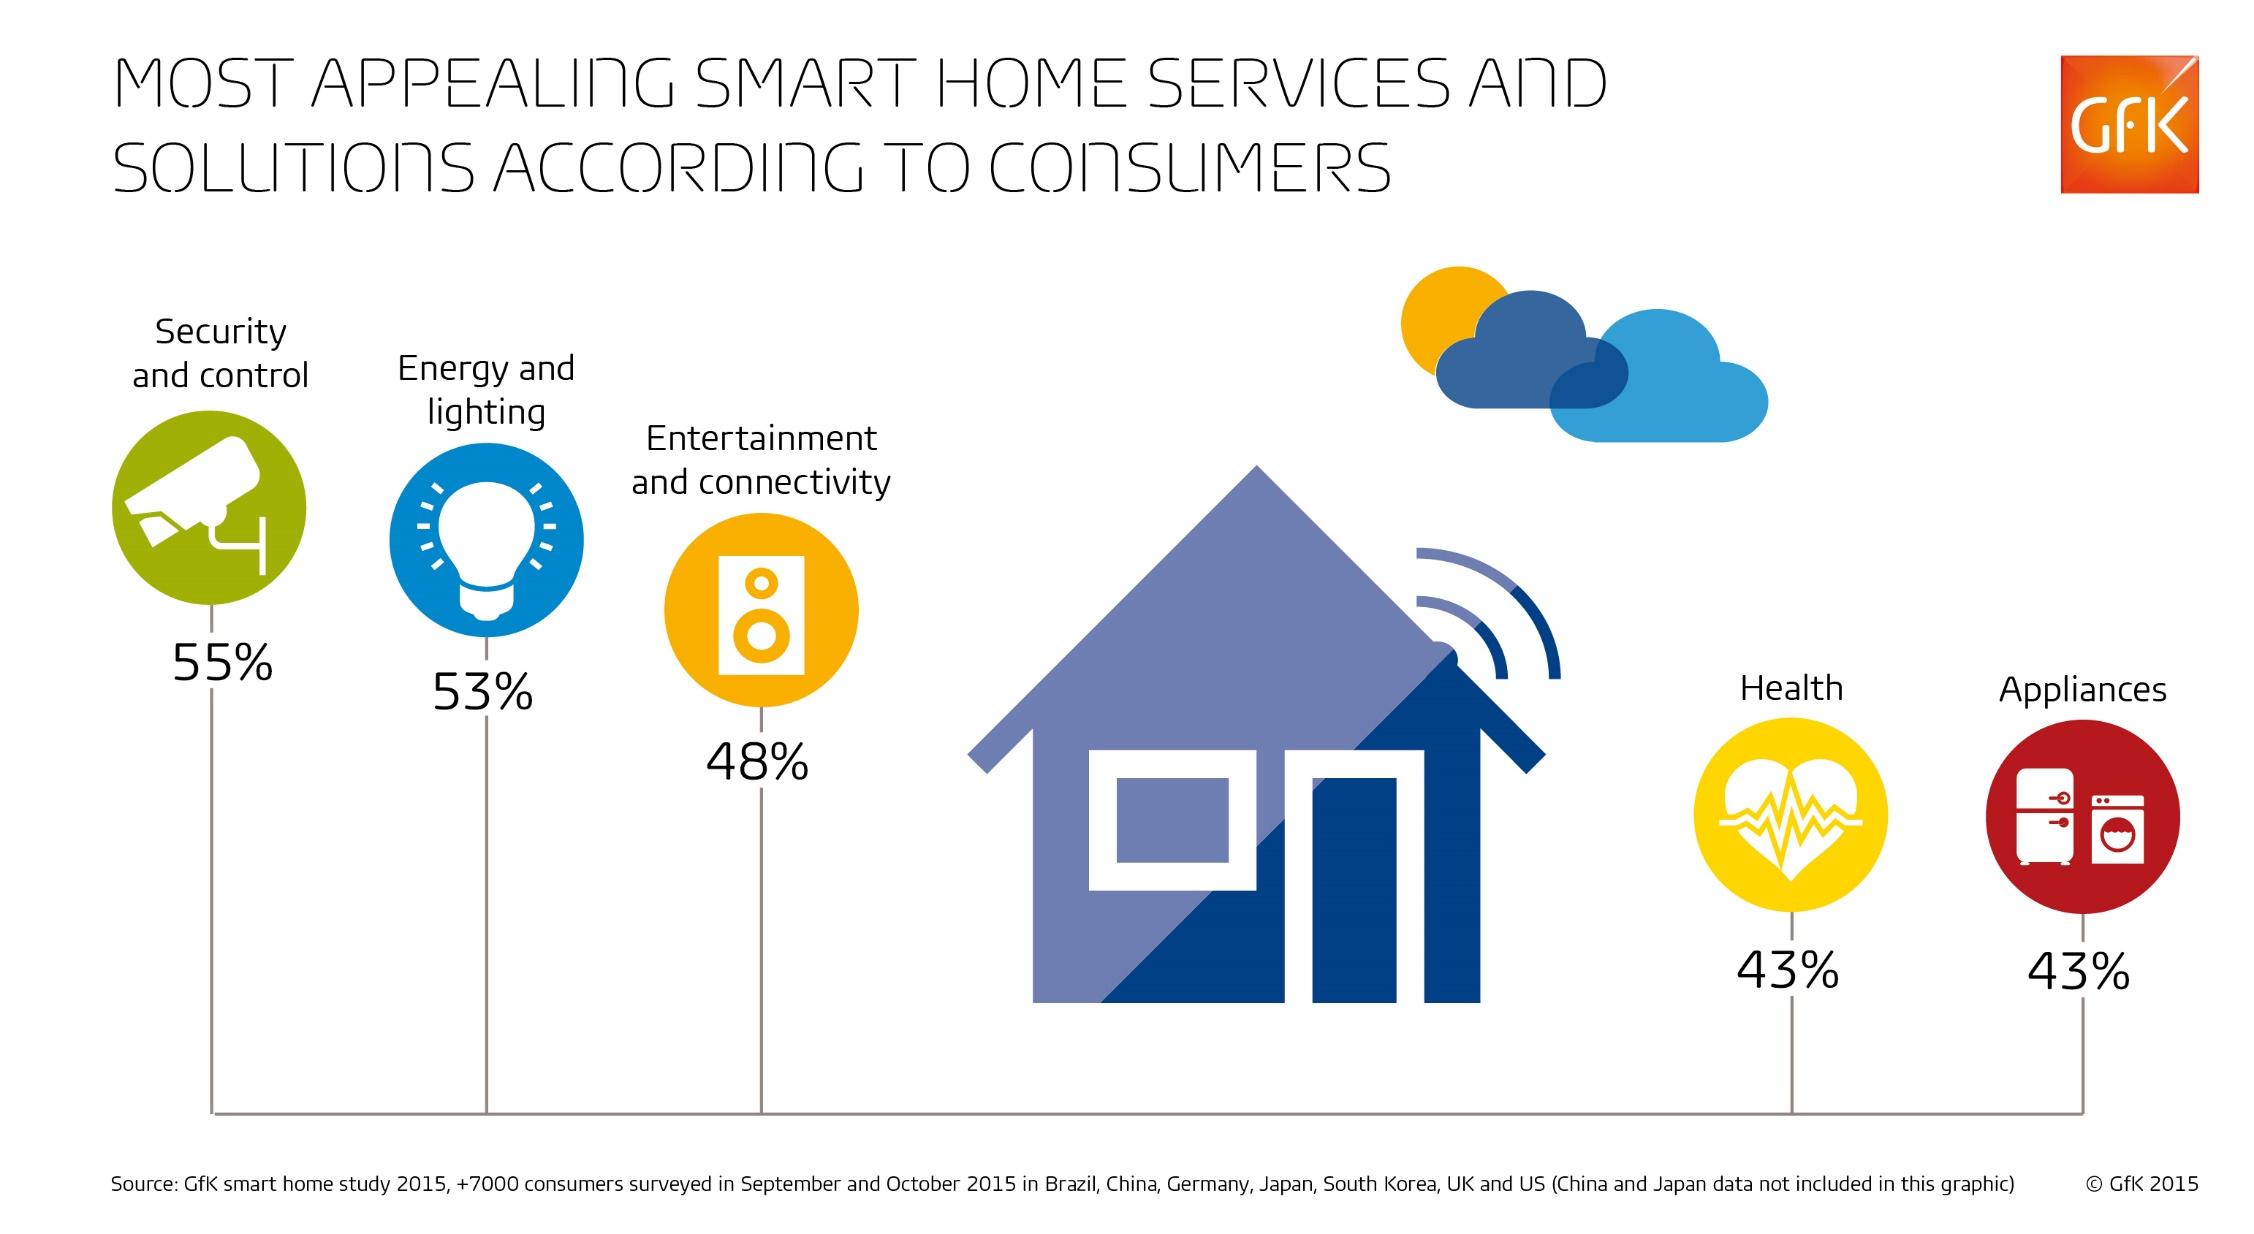 MOST APPEALING SMART HOME SERVICES AND
SOLUTIONS ACCORDING TO CONSUMERS
GfK
Security
and control
55%
Energy and
lighting
53%
Entertainment
and connectivity
48%
Health
43%
Appliances
43%
Source: GfK smart home study 2015, +7000 consumers surveyed in September and October 2015 in Brazil, China, Germany, Japan, South Korea, UK and US (China and Japan data not included in this graphic)
© GfK 2015